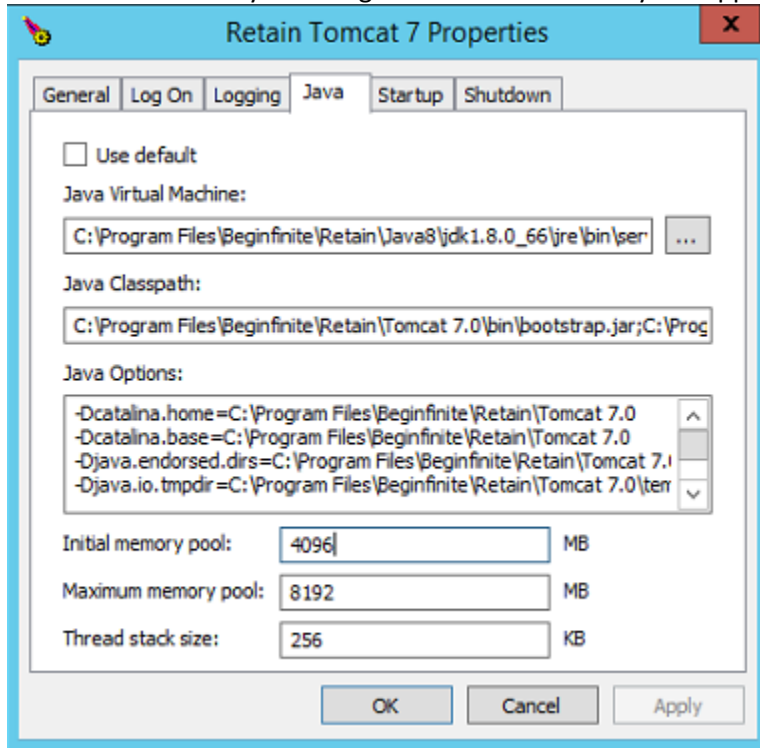 Retain Tomcat 7 Properties
x
General Log On Logging Java Startup Shutdown
Use default
Java Virtual Machine:
C:\Program Files\Beginfinite\Retain\Java8\jdk1.8.0_66\jre\bin\ser
...
Java Classpath:
C:\Program Files\Beginfinite\Retain\Tomcat 7.0\bin\bootstrap.jar;C:\Prog
Java Options:
-Dcatalina.home=C:\Program Files\Beginfinite\Retain\Tomcat 7.0
-Dcatalina.base=C:\Program Files\Beginfinite\Retain\Tomcat 7.0
-Djava.endorsed.dirs=C:\Program Files\Beginfinite\Retain\Tomcat 7.
-Djava.io.tmpdir=C:\Program Files\Beginfinite\Retain\Tomcat 7.0\tem
Initial memory pool: 4096 MB
Maximum memory pool: 8192 MB
Thread stack size: 256 KB
OK Cancel Apply